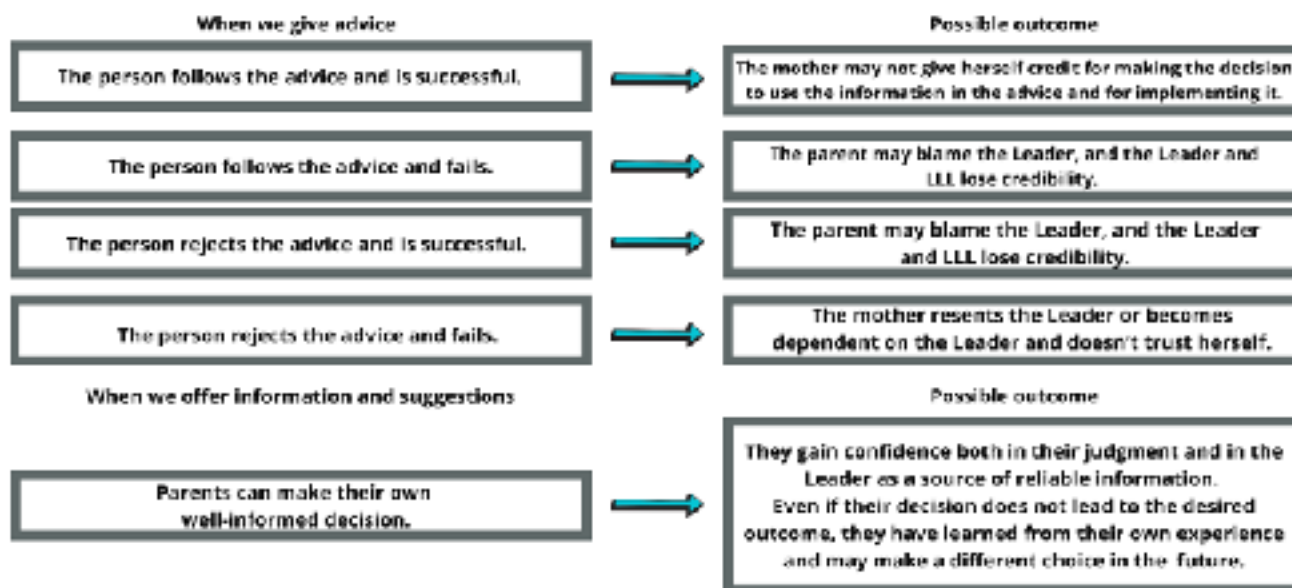 When we give advice
Possible outcome
The person follows the advice and is successful.
The mother may not give herself credit for making the decision
to use the information in the advice and for implementing it.
The person follows the advice and fails.
The parent may blame the Leader, and the Leader and
LLL lose credibility.
The person rejects the advice and is successful.
The parent may blame the Leader, and the Leader
and LLL lose credibility.
The person rejects the advice and fails.
The mother resents the Leader or becomes
dependent on the Leader and doesn't trust herself.
When we offer information and suggestions
Possible outcome
Parents can make their own
well-informed decision.
They gain confidence both in their judgment and in the
Leader as a source of reliable information.
Even if their decision does not lead to the desired
outcome, they have learned from their own experience
and may make a different choice in the future.